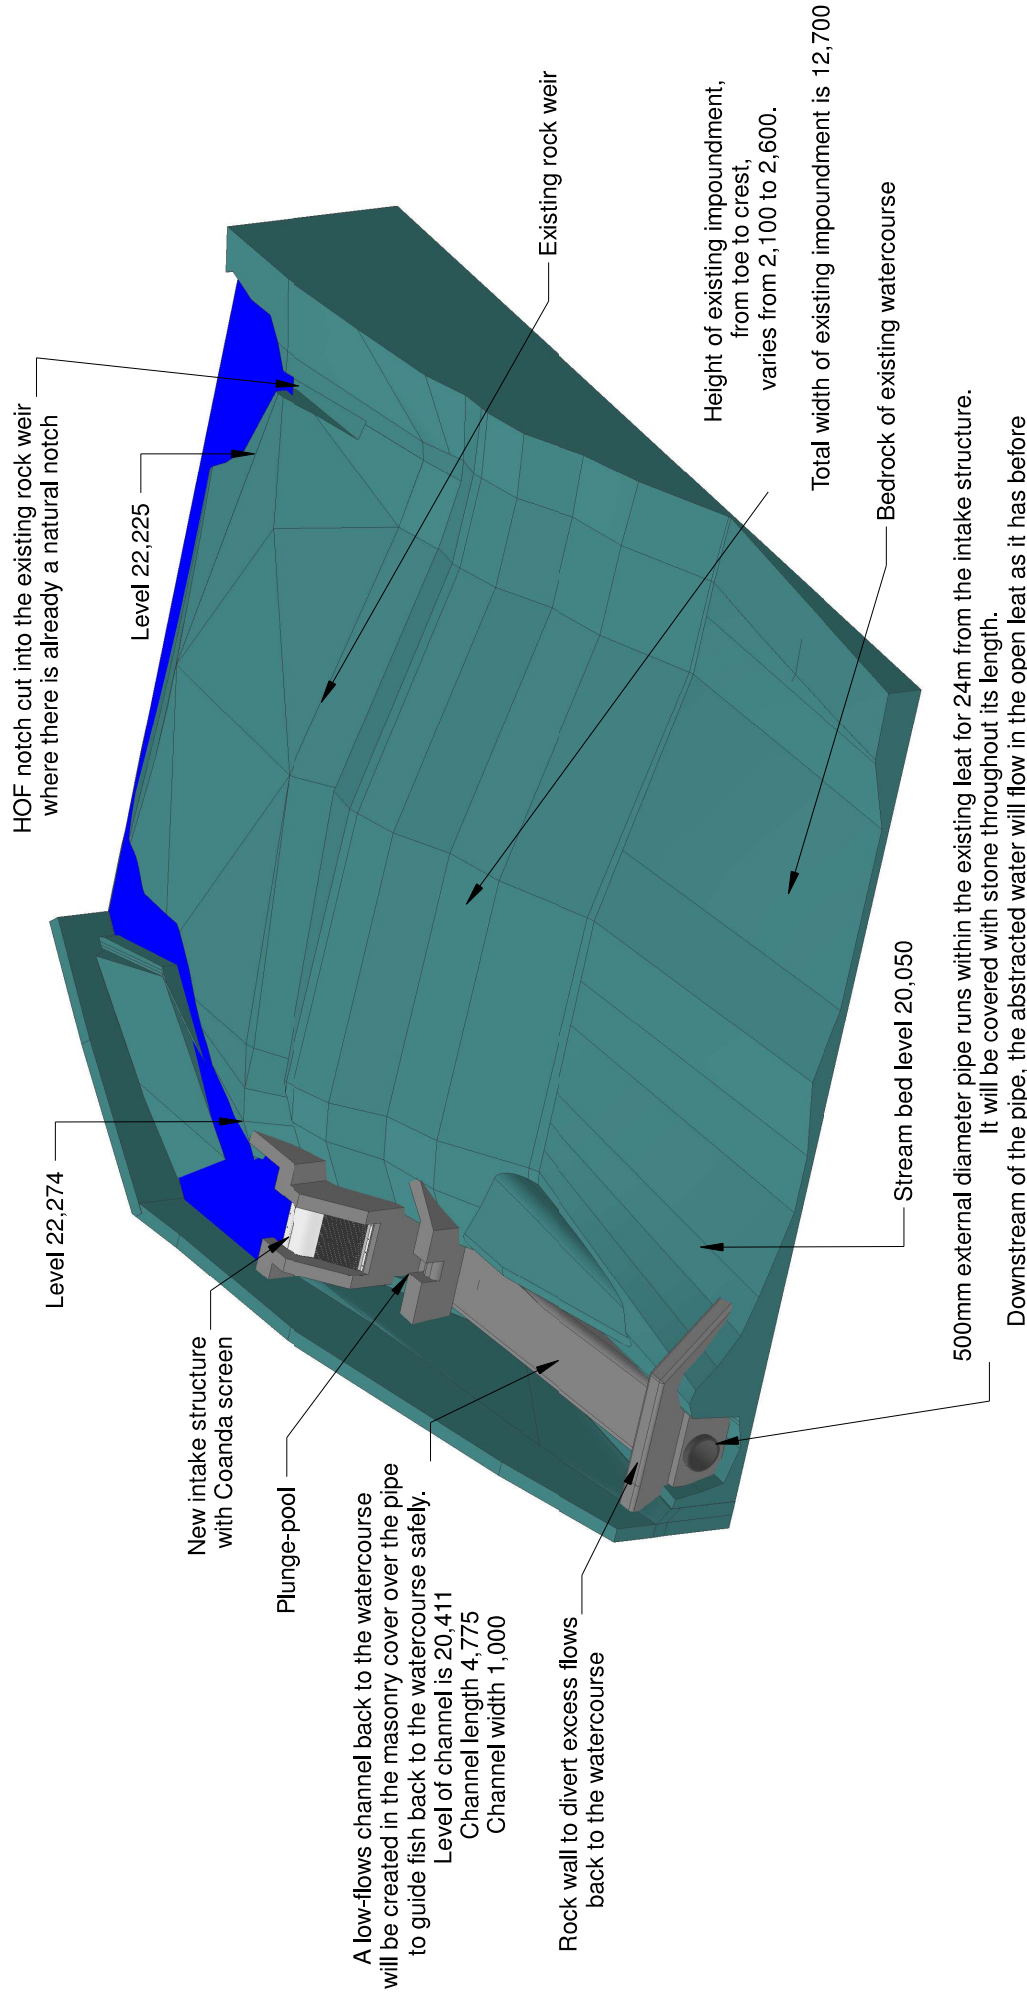 HOF notch cut into the existing rock weir
where there is already a natural notch
Level 22,225
Level 22,274
New intake structure
with Coanda screen
Plunge-pool
A low-flows channel back to the watercourse
will be created in the masonry cover over the pipe
to guide fish back to the watercourse safely.
Level of channel is 20,411
Channel length 4,775
Channel width 1,000
Rock wall to divert excess flows
back to the watercourse
Existing rock weir
Height of existing impoundment,
from toe to crest,
varies from 2,100 to 2,600.
Total width of existing impoundment is 12,700
Bedrock of existing watercourse
Stream bed level 20,050
500mm external diameter pipe runs within the existing leat for 24m from the intake structure.
It will be covered with stone throughout its length.
Downstream of the pipe, the abstracted water will flow in the open leat as it has before